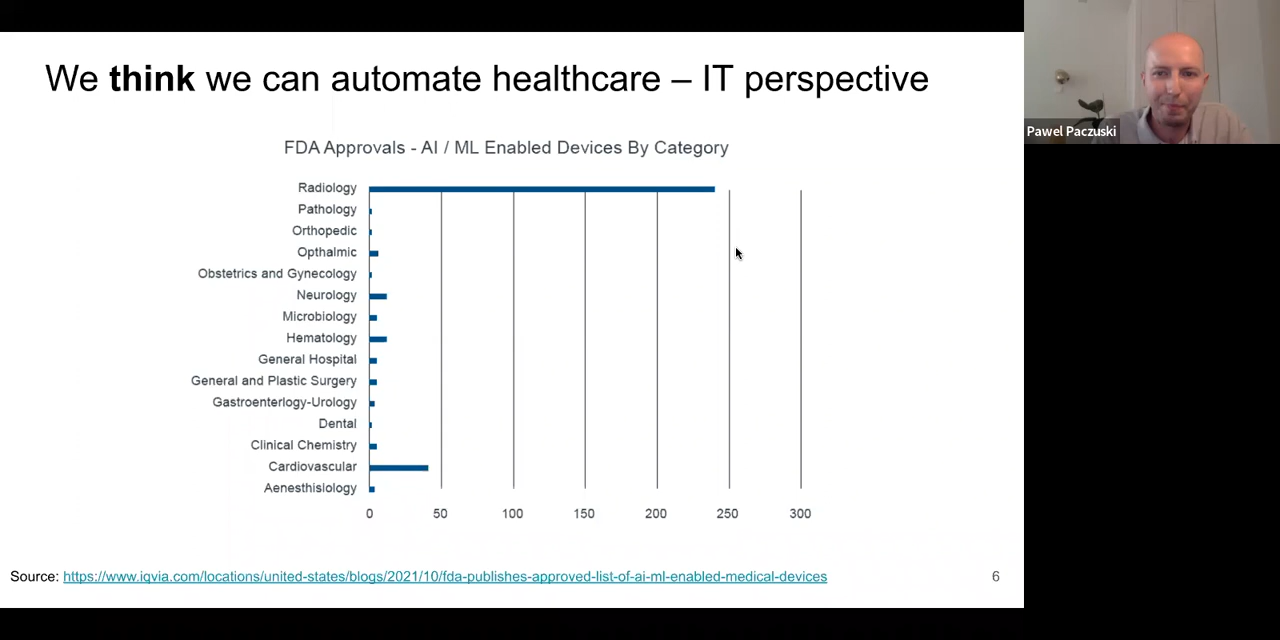 We think we can automate healthcare – IT perspective
Pawel Paczuski
FDA Approvals - AI / ML Enabled Devices By Category
Radiology
Pathology
Orthopedic
Opthalmic
Obstetrics and Gynecology
Neurology
Microbiology
Hematology
General Hospital
General and Plastic Surgery
Gastroenterlogy-Urology
Dental
Clinical Chemistry
Cardiovascular
Aenesthisiology
0 50 100 150 200 250 300
Source: https://www.iqvia.com/locations/united-states/blogs/2021/10/fda-publishes-approved-list-of-ai-ml-enabled-medical-devices
6